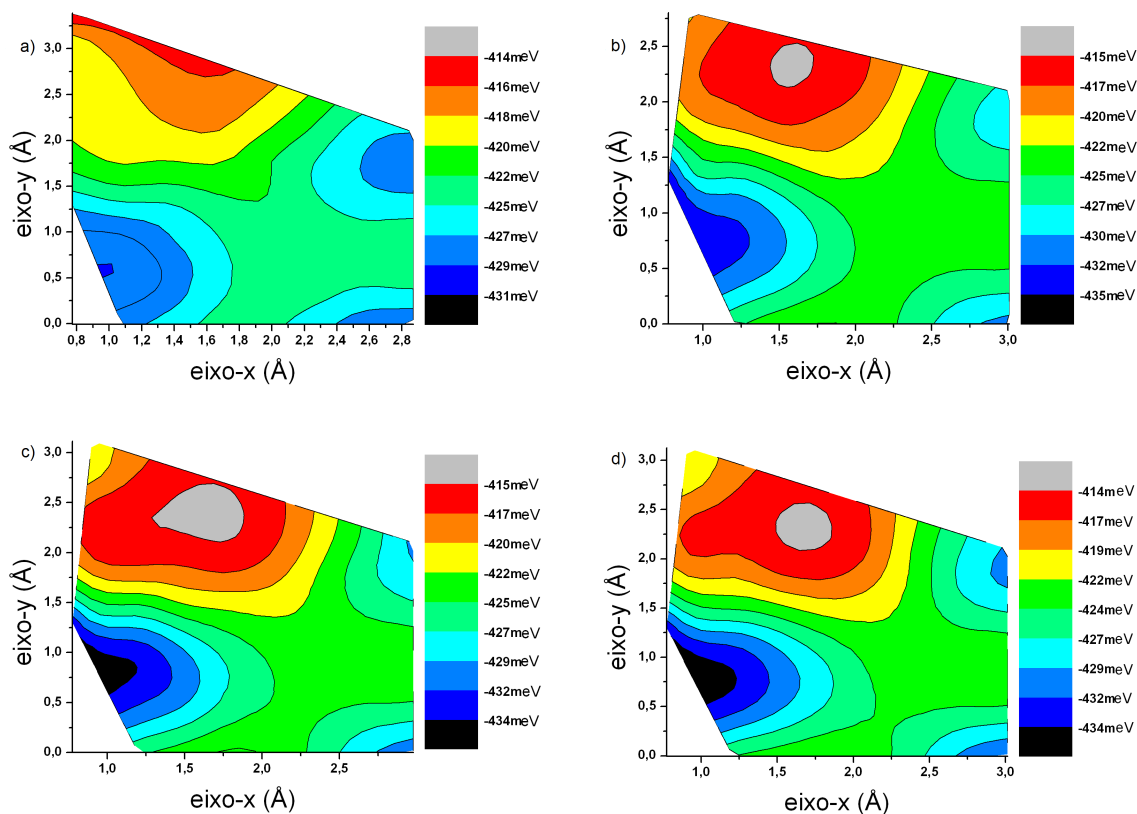 a)
3,0
2,5
2,0
1,5
1,0
0,5
0,0
eixo-y (Å)
0,8 1,0 1,2 1,4 1,6 1,8 2,0 2,2 2,4 2,6 2,8
eixo-x (Å)
-414meV
-416meV
-418meV
-420meV
-422meV
-425meV
-427meV
-429meV
-431meV
b)
2,5
2,0
1,5
1,0
0,5
0,0
eixo-y (Å)
1,0 1,5 2,0 2,5 3,0
eixo-x (Å)
-415meV
-417meV
-420meV
-422meV
-425meV
-427meV
-430meV
-432meV
-435meV
c)
3,0
2,5
2,0
1,5
1,0
0,5
0,0
eixo-y (Å)
1,0 1,5 2,0 2,5
eixo-x (Å)
-415meV
-417meV
-420meV
-422meV
-425meV
-427meV
-429meV
-432meV
-434meV
d)
3,0
2,5
2,0
1,5
1,0
0,5
0,0
eixo-y (Å)
1,0 1,5 2,0 2,5 3,0
eixo-x (Å)
-414meV
-417meV
-419meV
-422meV
-424meV
-427meV
-429meV
-432meV
-434meV